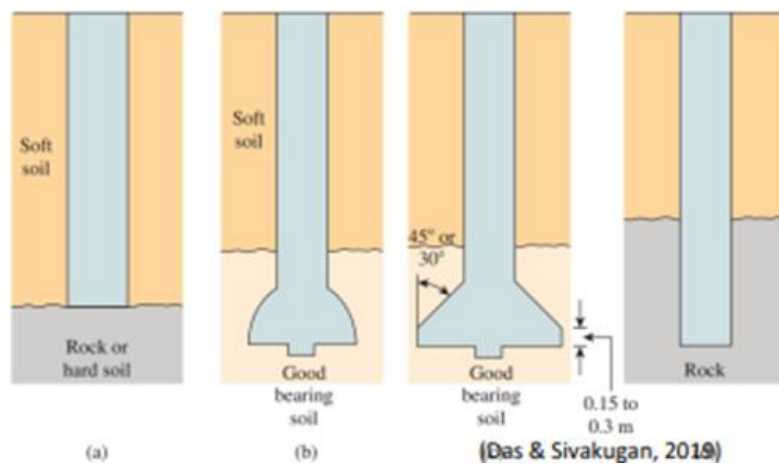 Soft
soil
Rock or
hard soil
(a)
Soft
soil
Good
bearing
soil
(b)
45° or
30°
Good
bearing
soil
0.15 to
0.3 m
Rock
(Das & Sivakugan, 2019)